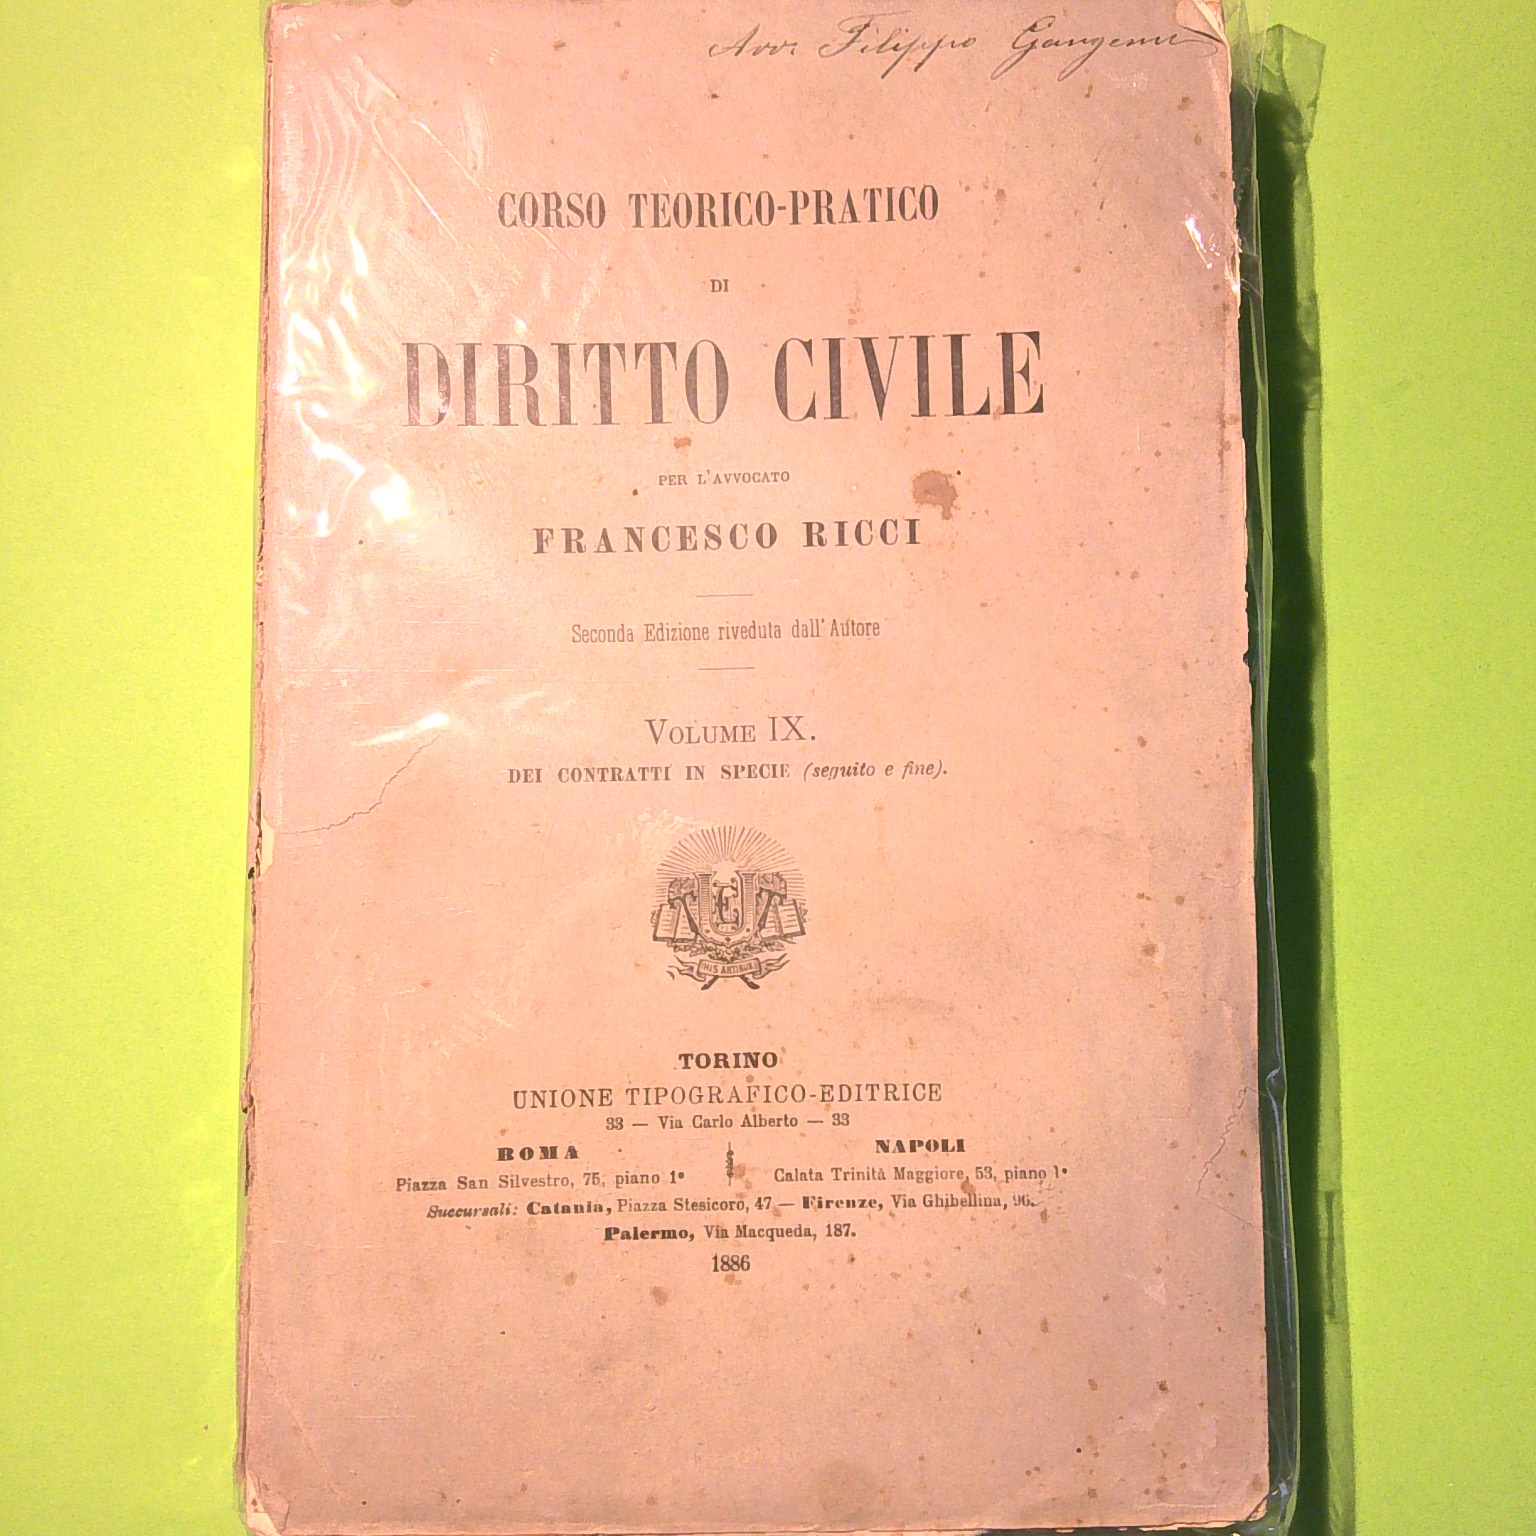 Avv. Filippo Gangemi
CORSO TEORICO-PRATICO
DI
DIRITTO CIVILE
PER L'AVVOCATO
FRANCESCO RICCI
Seconda Edizione riveduta dall'Autore
VOLUME IX.
DEI CONTRATTI IN SPECIE (seguito e fine).
UTET
HIS ARTIBUS
TORINO
UNIONE TIPOGRAFICO-EDITRICE
33 — Via Carlo Alberto — 33
ROMA
Piazza San Silvestro, 75, piano 1°
NAPOLI
Calata Trinità Maggiore, 53, piano 1°
Succursali: Catania, Piazza Stesicoro, 47 — Firenze, Via Ghibellina, 96.
Palermo, Via Macqueda, 187.
1886